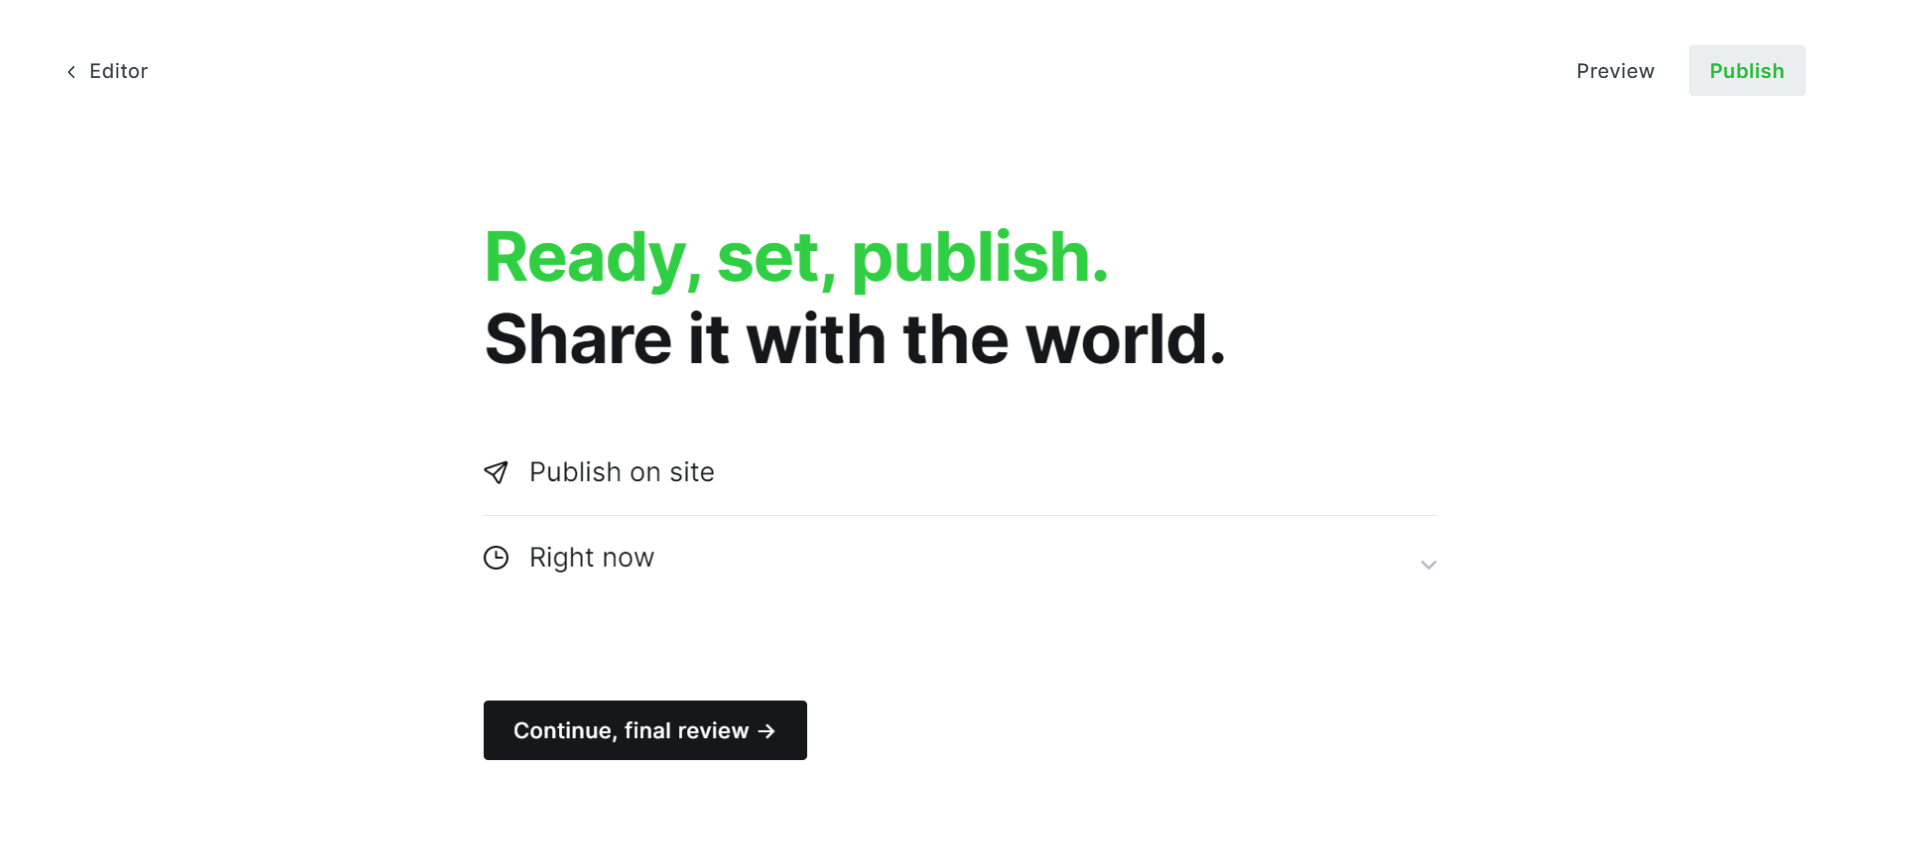 Editor
Preview
Publish
Ready, set, publish.
Share it with the world.
Publish on site
Right now
Continue, final review →